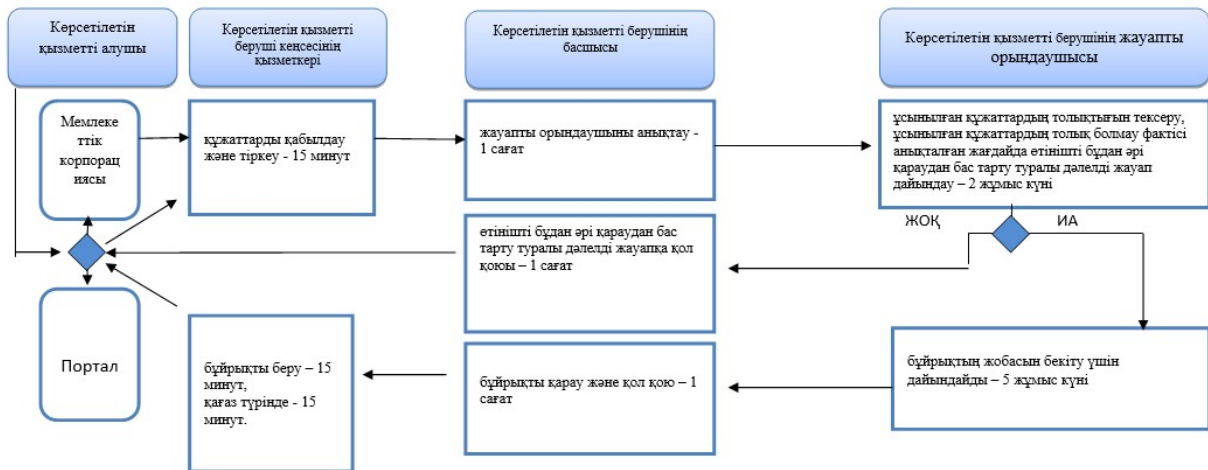 Көрсетілетін
қызметті алушы
Көрсетілетін қызметті
беруші кеңсесінің
қызметкері
Көрсетілетін қызметті берушінің
басшысы
Көрсетілетін қызметті берушінің жауапты
орындаушысы
Мемлеке
ттік
корпорац
иясы
құжаттарды қабылдау
және тіркеу - 15 минут
жауапты орындаушыны анықтау -
1 сағат
ұсынылған құжаттардың толықтығын тексеру,
ұсынылған құжаттардың толық болмау фактісі
анықталған жағдайда өтінішті бұдан әрі
қараудан бас тарту туралы дәлелді жауап
дайындау – 2 жұмыс күні
ЖОҚ
ИА
өтінішті бұдан әрі қараудан бас
тарту туралы дәлелді жауапқа қол
қоюы – 1 сағат
Портал
бұйрықты беру – 15
минут,
қағаз түрінде - 15
минут.
бұйрықты қарау және қол қою – 1
сағат
бұйрықтың жобасын бекіту үшін
дайындайды – 5 жұмыс күні